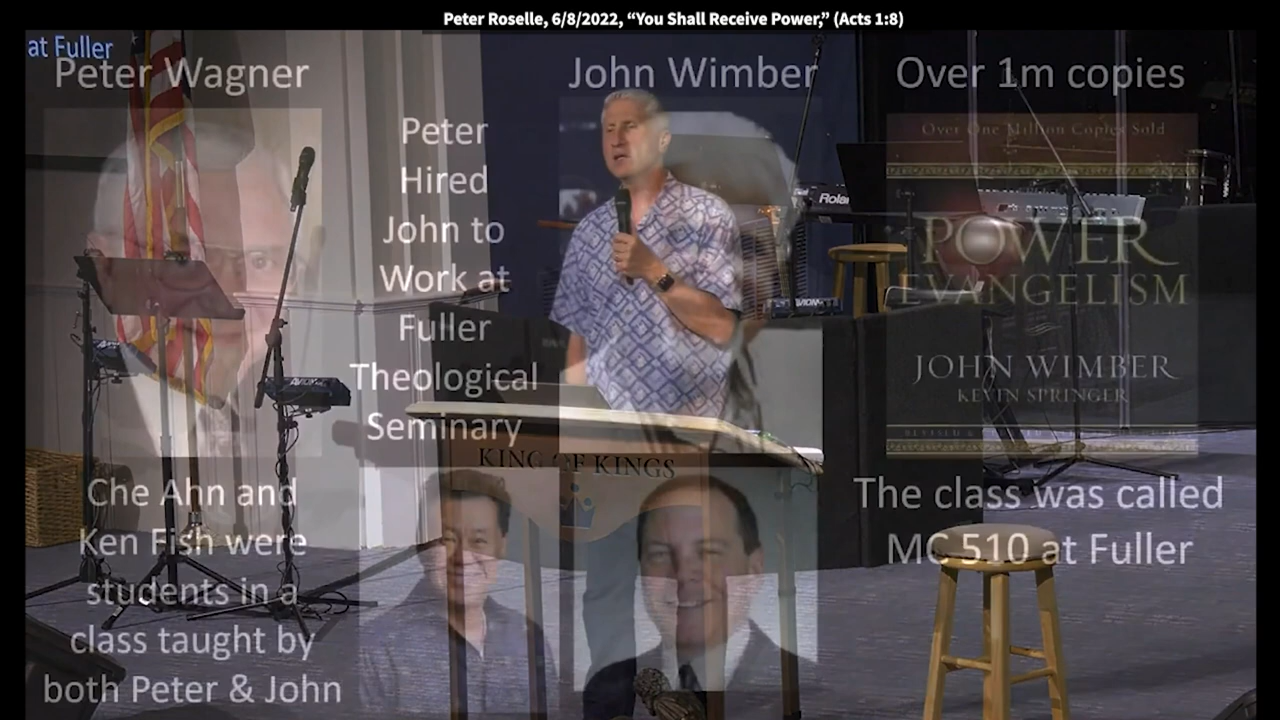 Peter Roselle, 6/8/2022, “You Shall Receive Power,” (Acts 1:8)
at Fuller
Peter Wagner
John Wimber
Over 1m copies
Peter
Hired
John to
Work at
Fuller
Theological
Seminary
Over One Million Copies Sold
POWER
EVANGELISM
JOHN WIMBER
KEVIN SPRINGER
Roland
KING OF KINGS
Che Ahn and
Ken Fish were
students in a
class taught by
both Peter & John
The class was called
MC 510 at Fuller